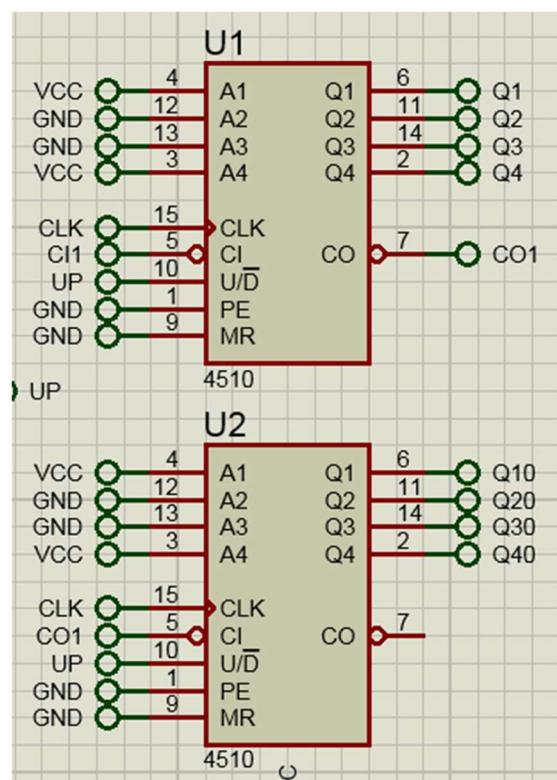 U1
VCC 4 A1 Q1 6 Q1
GND 12 A2 Q2 11 Q2
GND 13 A3 Q3 14 Q3
VCC 3 A4 Q4 2 Q4
CLK 15 CLK
CI1 5 CI CO 7 CO1
UP 10 U/D̅
GND 1 PE
GND 9 MR
4510
UP
U2
VCC 4 A1 Q1 6 Q10
GND 12 A2 Q2 11 Q20
GND 13 A3 Q3 14 Q30
VCC 3 A4 Q4 2 Q40
CLK 15 CLK
CO1 5 CI CO 7
UP 10 U/D̅
GND 1 PE
GND 9 MR
4510